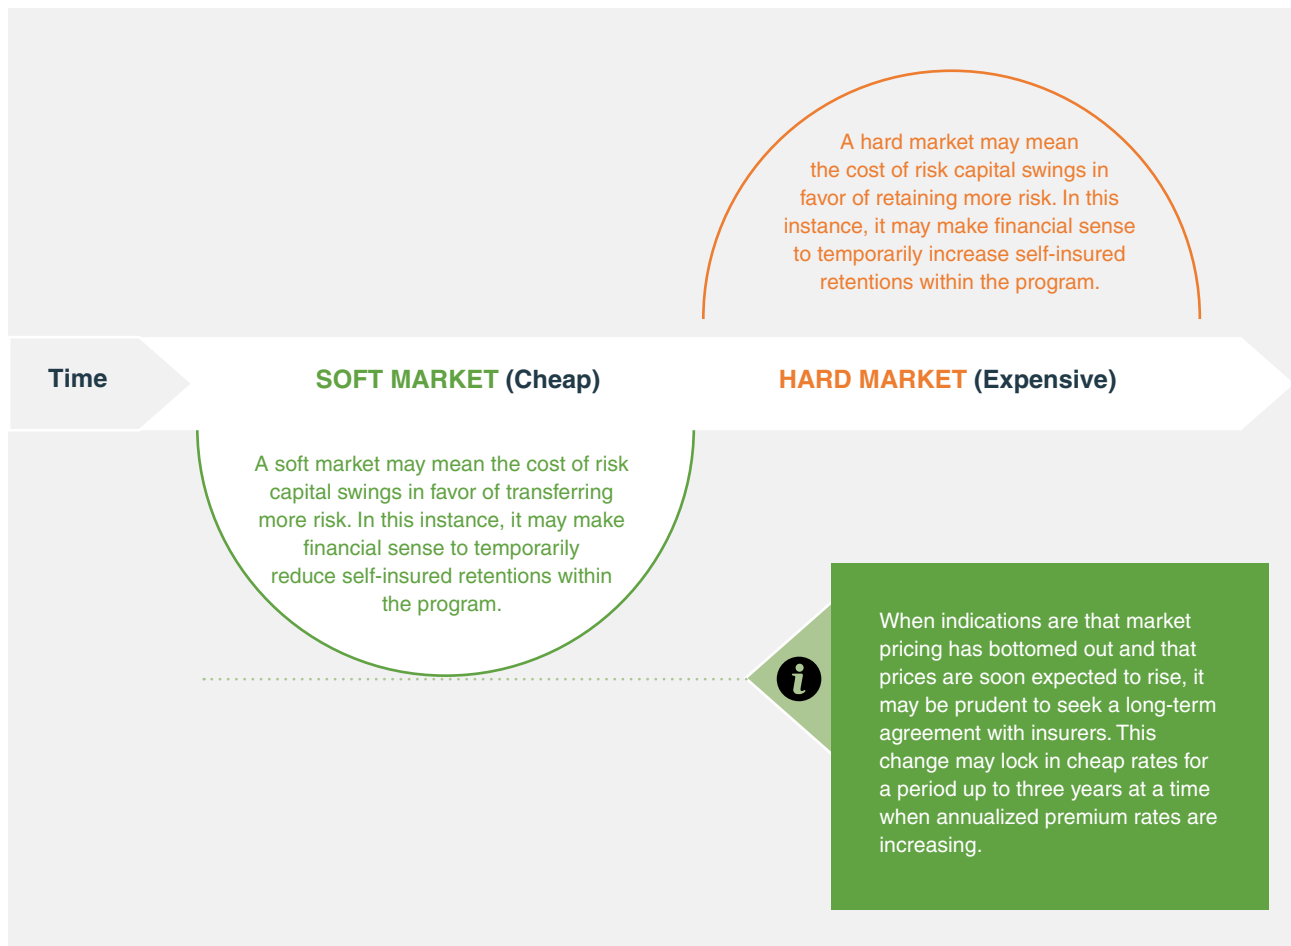 A hard market may mean
the cost of risk capital swings in
favor of retaining more risk. In this
instance, it may make financial sense
to temporarily increase self-insured
retentions within the program.
Time
SOFT MARKET (Cheap)
HARD MARKET (Expensive)
A soft market may mean the cost of risk
capital swings in favor of transferring
more risk. In this instance, it may make
financial sense to temporarily
reduce self-insured retentions within
the program.
i
When indications are that market
pricing has bottomed out and that
prices are soon expected to rise, it
may be prudent to seek a long-term
agreement with insurers. This
change may lock in cheap rates for
a period up to three years at a time
when annualized premium rates are
increasing.